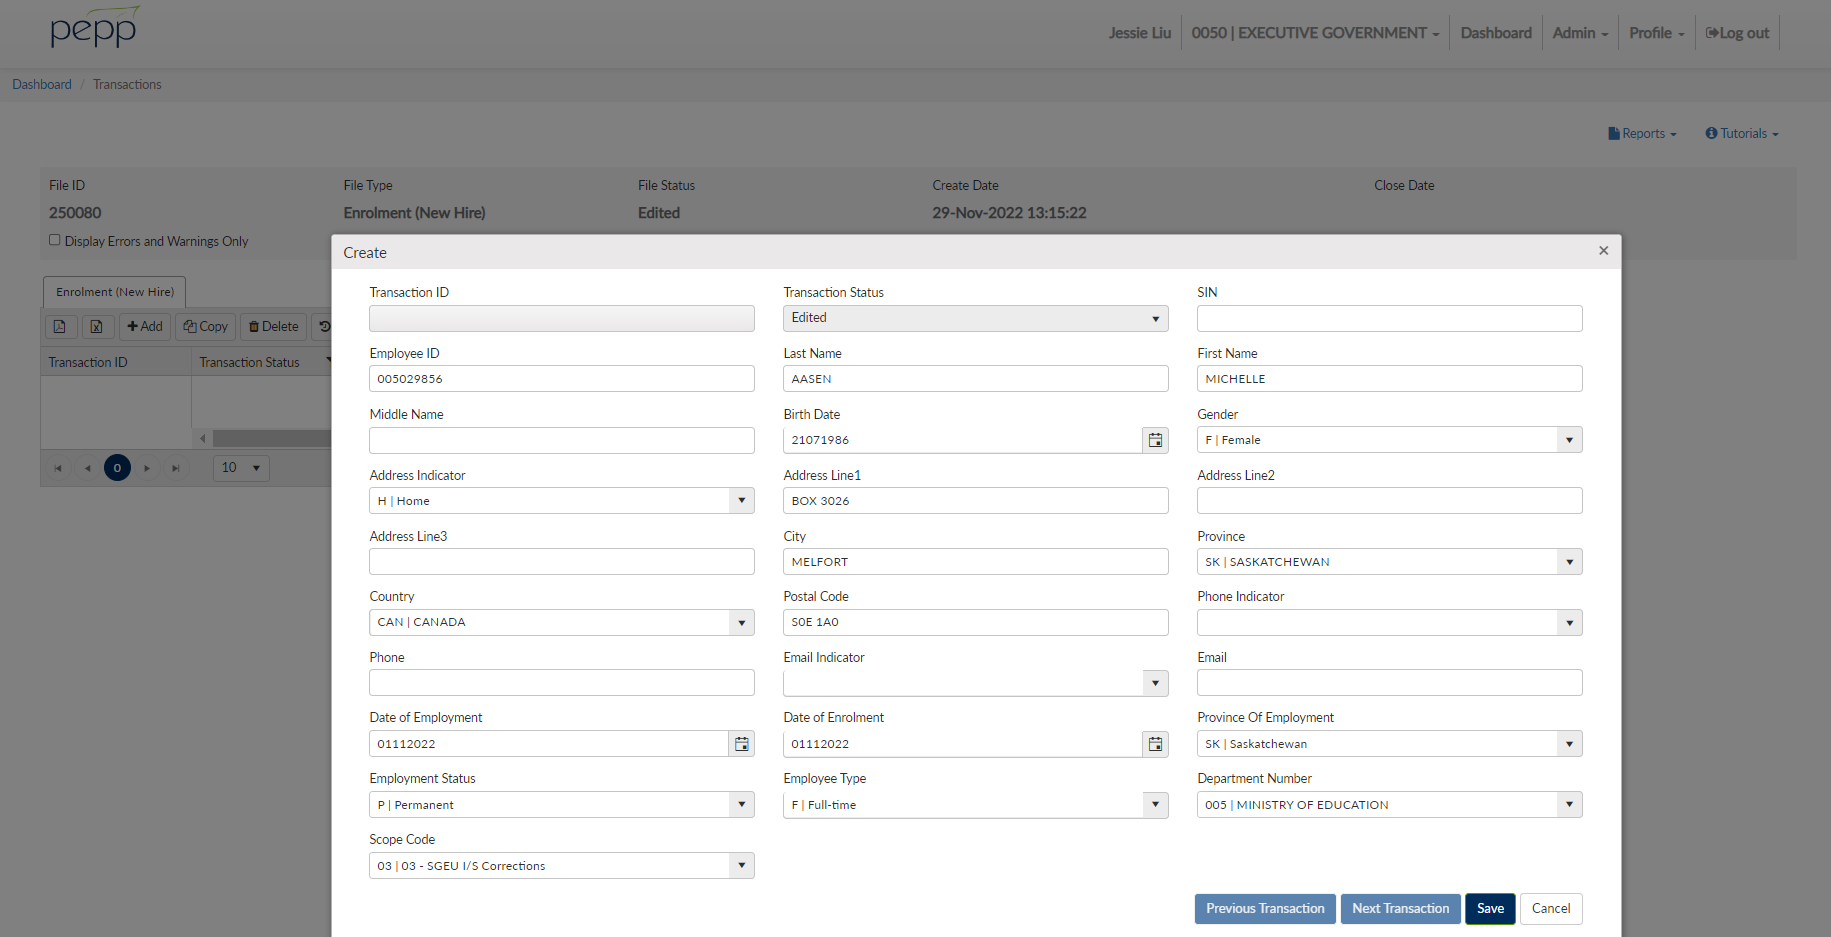 pepp
Jessie Liu
0050 | EXECUTIVE GOVERNMENT
Dashboard
Admin
Profile
Log out
Dashboard / Transactions
Reports
Tutorials
File ID
File Type
File Status
Create Date
Close Date
250080
Enrolment (New Hire)
Edited
29-Nov-2022 13:15:22
Display Errors and Warnings Only
Enrolment (New Hire)
Add
Copy
Delete
Transaction ID
Transaction Status
0
10
Create
Transaction ID
Transaction Status
SIN
Edited
Employee ID
Last Name
First Name
005029856
AASEN
MICHELLE
Middle Name
Birth Date
Gender
21071986
F | Female
Address Indicator
Address Line1
Address Line2
H | Home
BOX 3026
Address Line3
City
Province
MELFORT
SK | SASKATCHEWAN
Country
Postal Code
Phone Indicator
CAN | CANADA
S0E 1A0
Phone
Email Indicator
Email
Date of Employment
Date of Enrolment
Province Of Employment
01112022
01112022
SK | Saskatchewan
Employment Status
Employee Type
Department Number
P | Permanent
F | Full-time
005 | MINISTRY OF EDUCATION
Scope Code
03 | 03 - SGEU I/S Corrections
Previous Transaction
Next Transaction
Save
Cancel